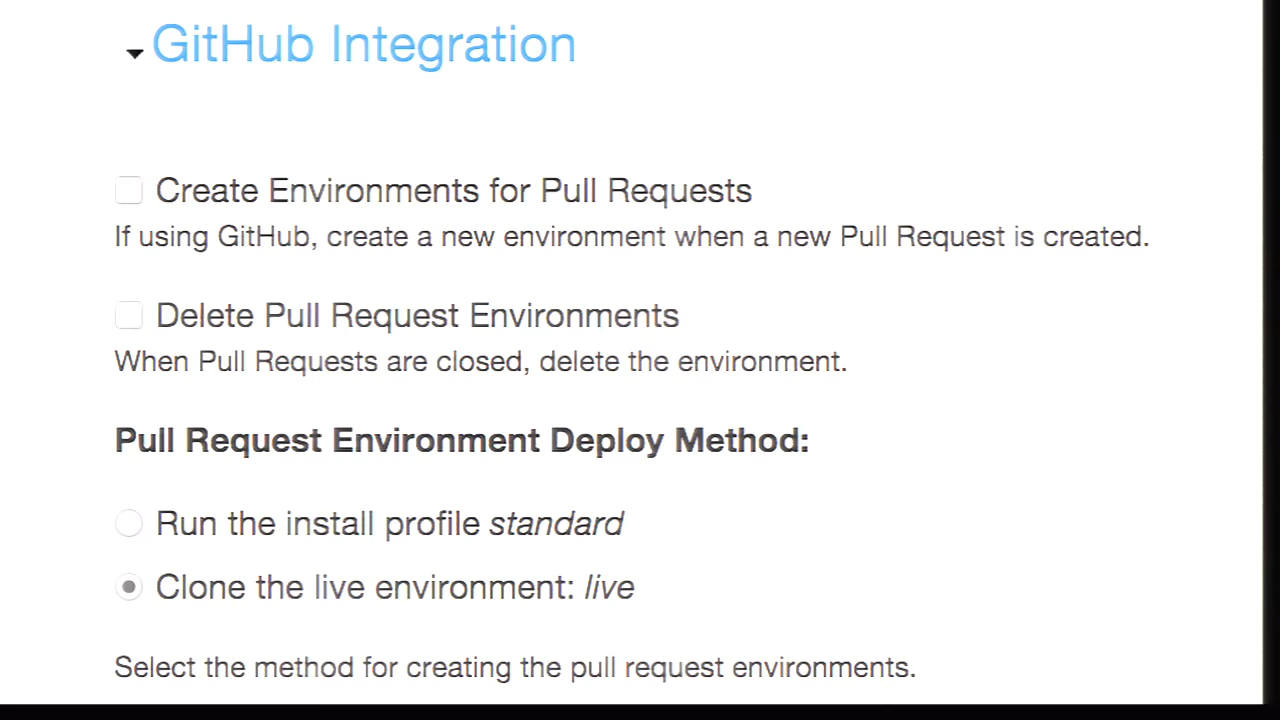 GitHub Integration
Create Environments for Pull Requests
If using GitHub, create a new environment when a new Pull Request is created.
Delete Pull Request Environments
When Pull Requests are closed, delete the environment.
Pull Request Environment Deploy Method:
Run the install profile standard
Clone the live environment: live
Select the method for creating the pull request environments.